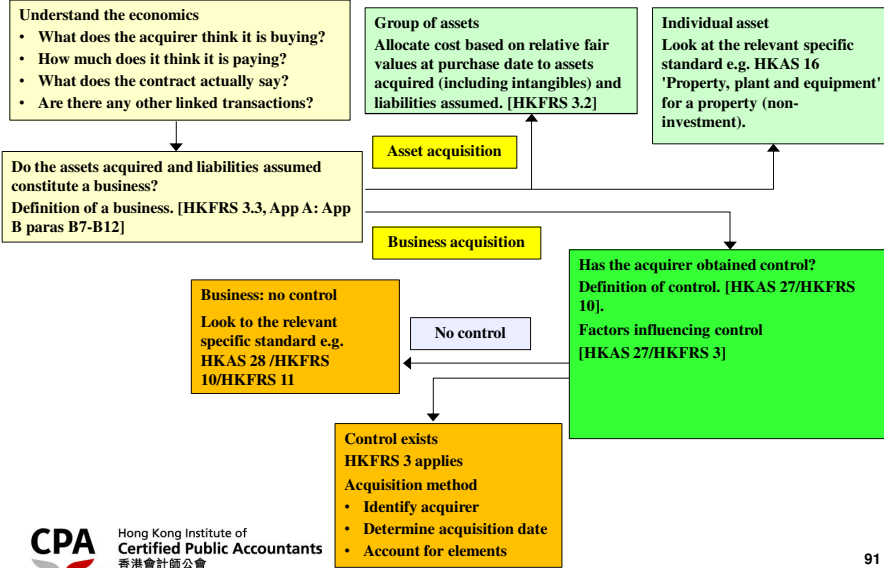 Understand the economics
• What does the acquirer think it is buying?
• How much does it think it is paying?
• What does the contract actually say?
• Are there any other linked transactions?
Group of assets
Allocate cost based on relative fair
values at purchase date to assets
acquired (including intangibles) and
liabilities assumed. [HKFRS 3.2]
Individual asset
Look at the relevant specific
standard e.g. HKAS 16
'Property, plant and equipment'
for a property (non-
investment).
Asset acquisition
Do the assets acquired and liabilities assumed
constitute a business?
Definition of a business. [HKFRS 3.3, App A: App
B paras B7-B12]
Business acquisition
Has the acquirer obtained control?
Definition of control. [HKAS 27/HKFRS
10].
Factors influencing control
[HKAS 27/HKFRS 3]
Business: no control
Look to the relevant
specific standard e.g.
HKAS 28 /HKFRS
10/HKFRS 11
No control
Control exists
HKFRS 3 applies
Acquisition method
• Identify acquirer
• Determine acquisition date
• Account for elements
CPA
Hong Kong Institute of
Certified Public Accountants
香港會計師公會
91